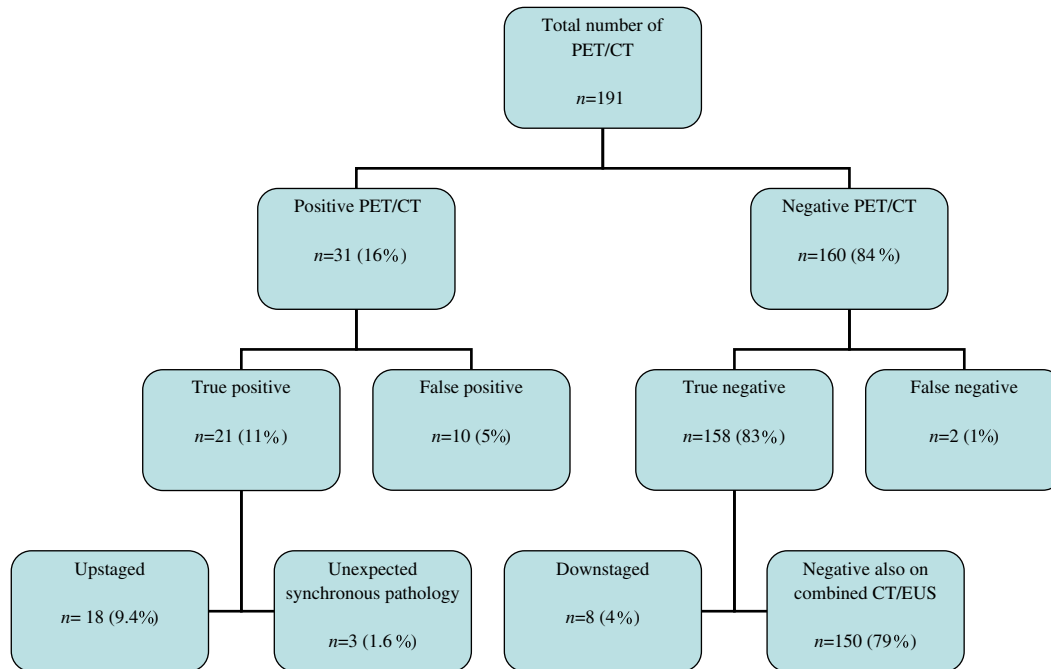 Total number of
PET/CT
n=191
Positive PET/CT
n=31 (16%)
Negative PET/CT
n=160 (84 %)
True positive
n=21 (11%)
False positive
n=10 (5%)
True negative
n=158 (83%)
False negative
n=2 (1%)
Upstaged
n= 18 (9.4%)
Unexpected
synchronous pathology
n=3 (1.6 %)
Downstaged
n=8 (4%)
Negative also on
combined CT/EUS
n=150 (79%)